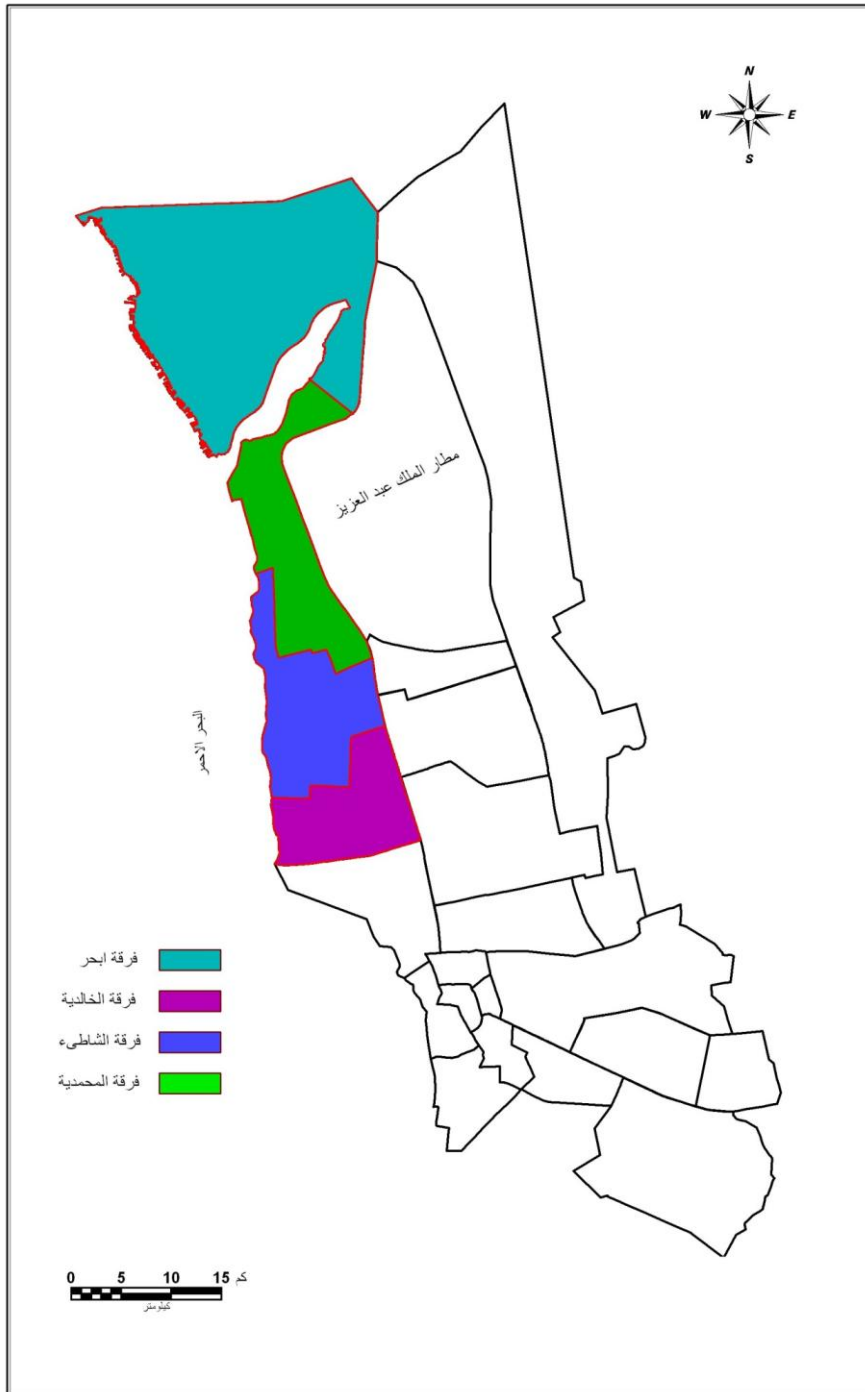 N
W E
S
مطار الملك عبد العزيز
البحر الاحمر
فرقة ابحر
فرقة الخالدية
فرقة الشاطىء
فرقة المحمدية
0 5 10 15 كم
كيلومتر